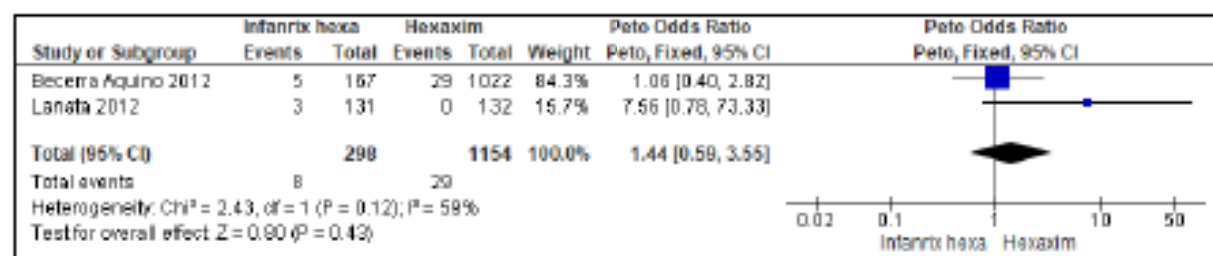 Infanrix hexa Hexaxim Peto Odds Ratio Peto Odds Ratio
Study or Subgroup Events Total Events Total Weight Peto, Fixed, 95% CI Peto, Fixed, 95% CI
Becerra Aquino 2012 5 167 29 1022 84.3% 1.06 [0.40, 2.82]
Lanata 2012 3 131 0 132 15.7% 7.56 [0.78, 73.33]
Total (95% CI) 298 1154 100.0% 1.44 [0.59, 3.55]
Total events 8 29
Heterogeneity: Chi² = 2.43, df = 1 (P = 0.12); I² = 59%
Test for overall effect: Z = 0.80 (P = 0.43)
0.02 0.1 1 10 50
Infanrix hexa Hexaxim